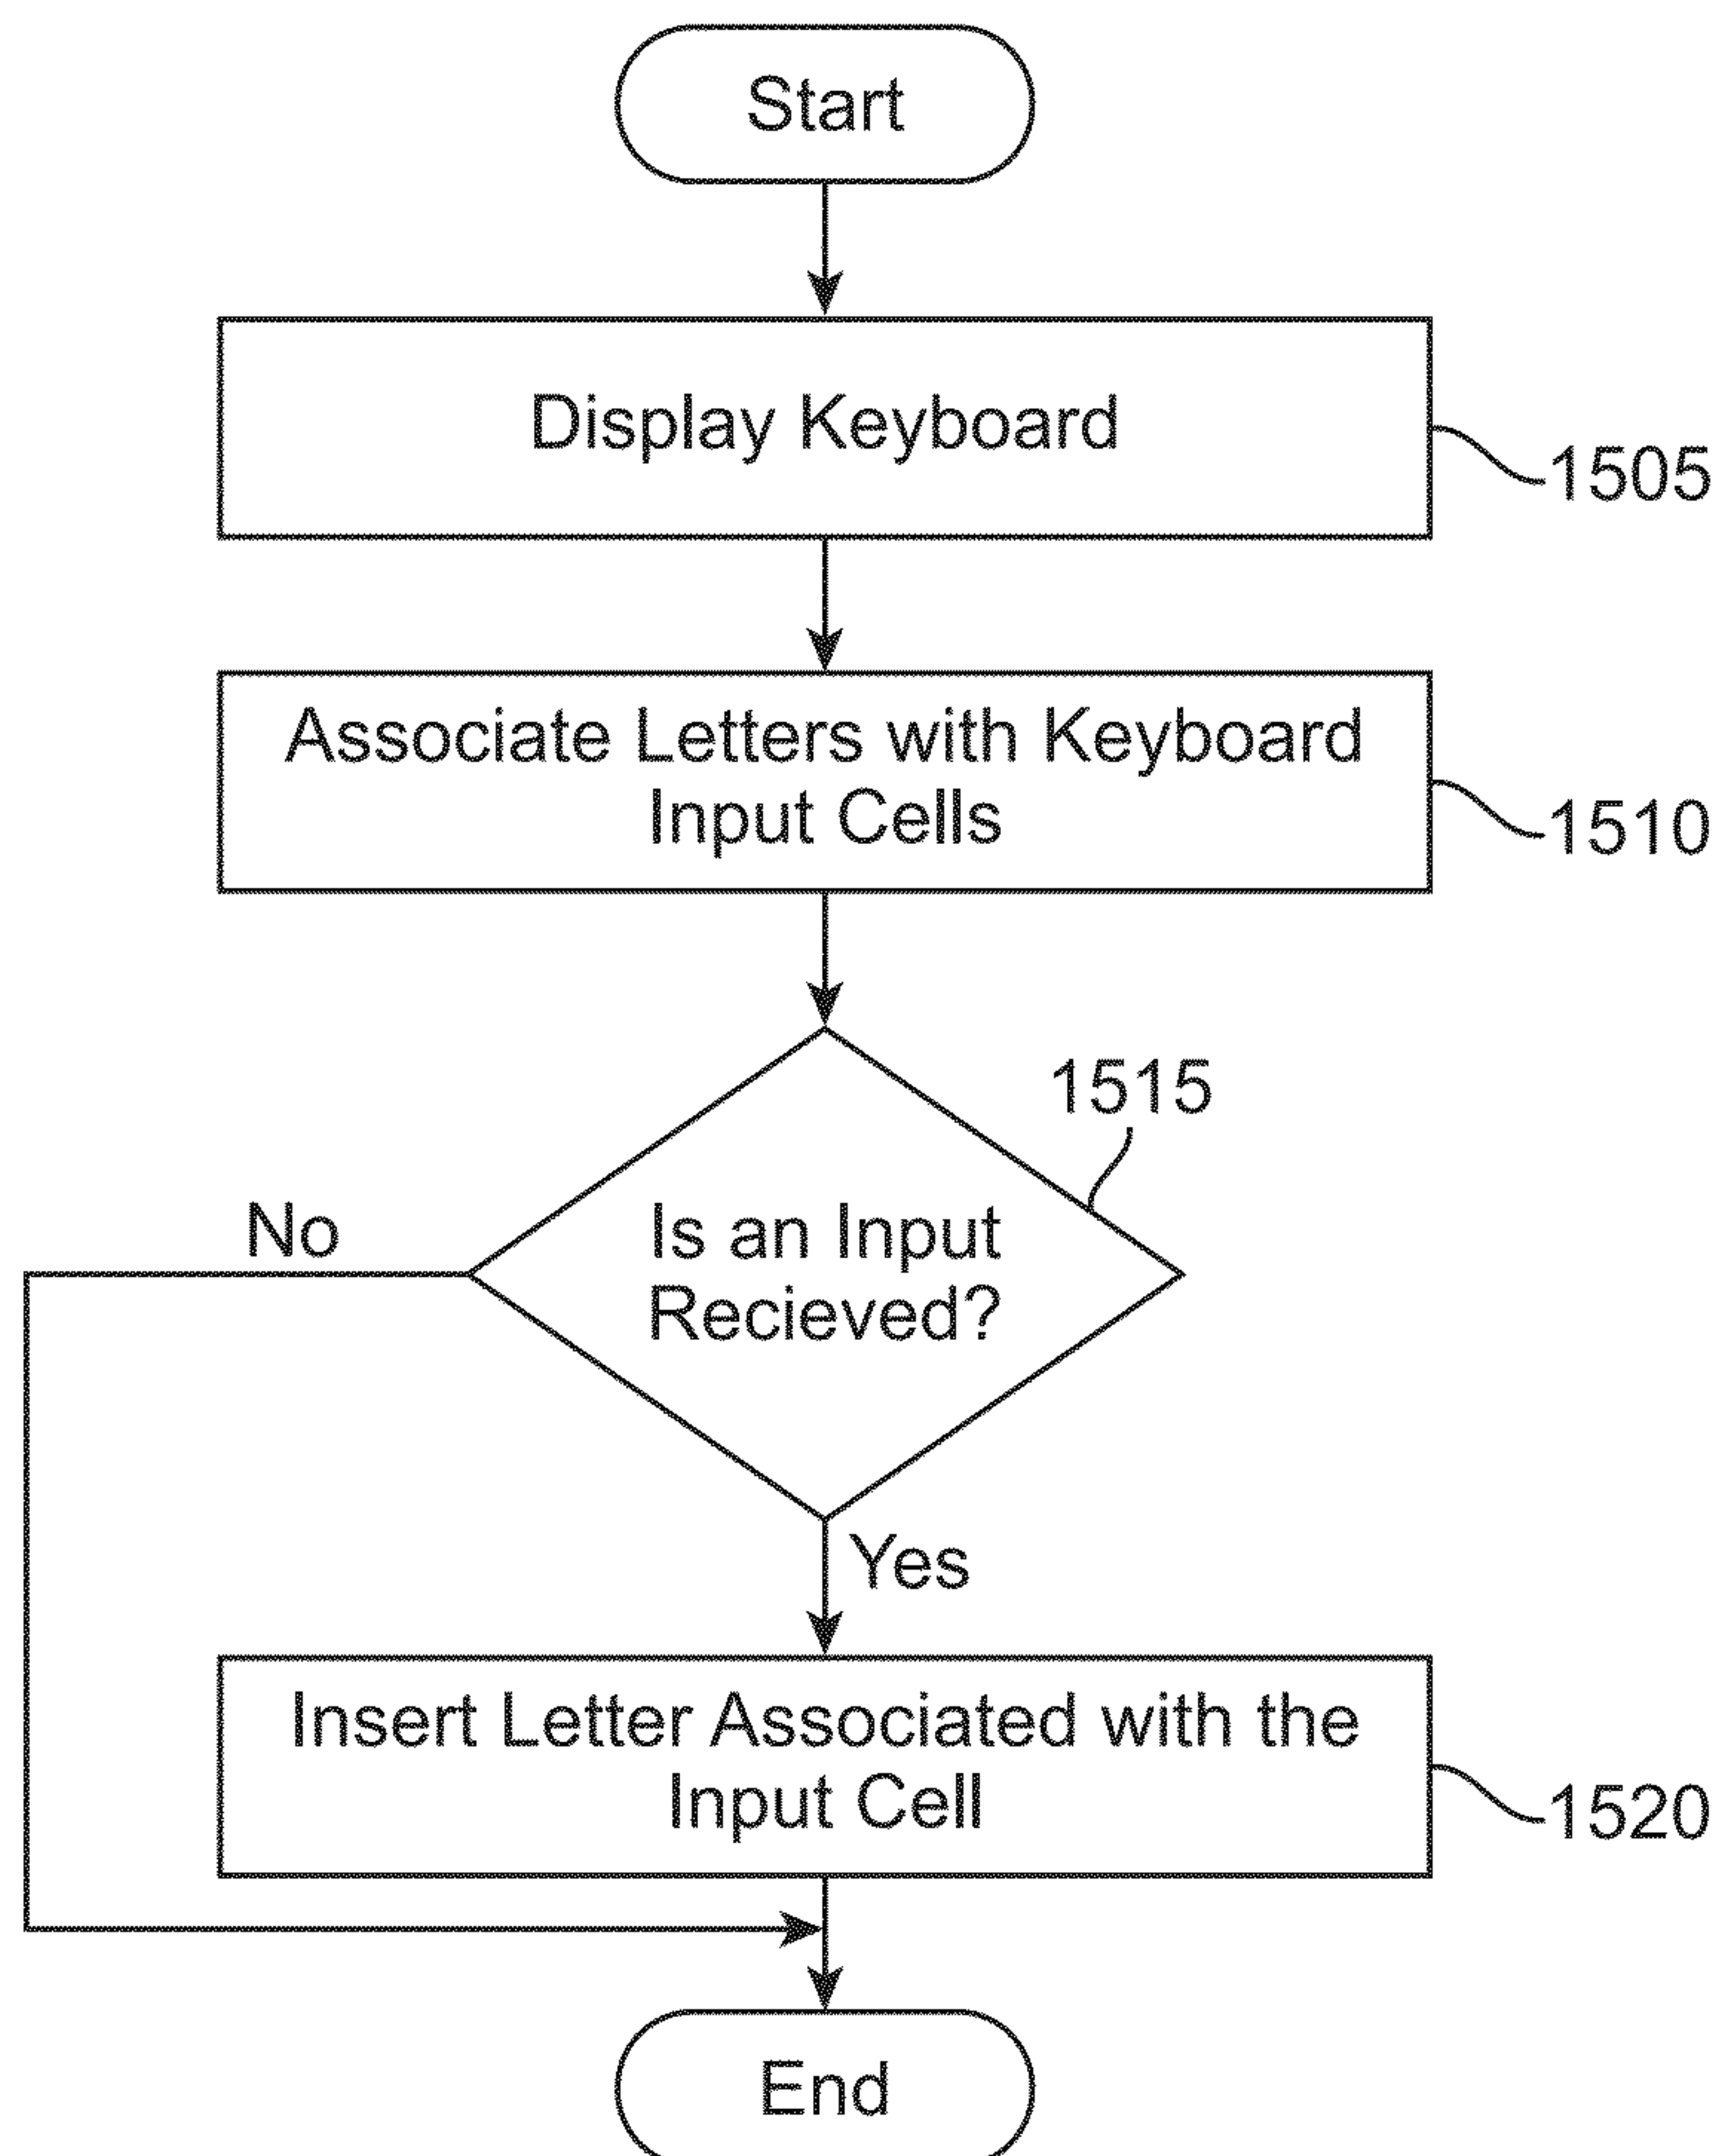 Start
Display Keyboard
1505
Associate Letters with Keyboard
Input Cells
1510
1515
No
Is an Input
Recieved?
Yes
Insert Letter Associated with the
Input Cell
1520
End